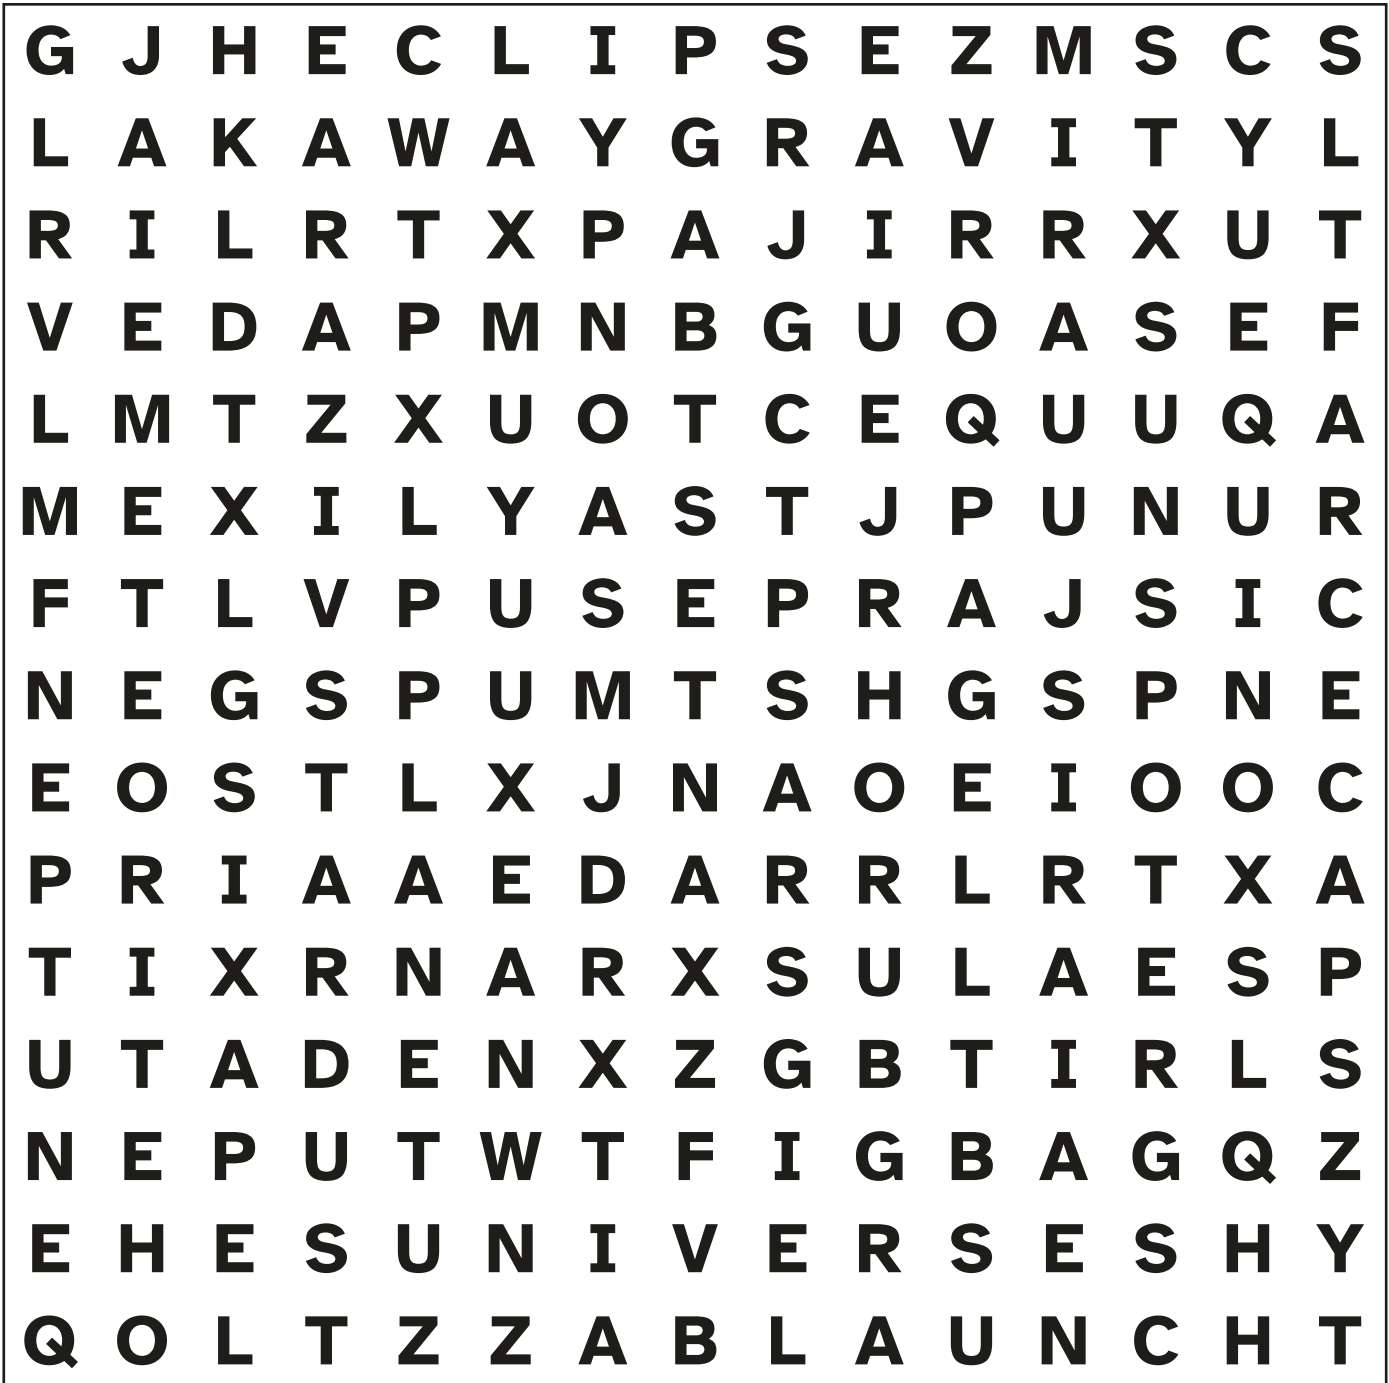 G J H E C L I P S E Z M S C S
L A K A W A Y G R A V I T Y L
R I L R T X P A J I R R X U T
V E D A P M N B G U O A S E F
L M T Z X U O T C E Q U U Q A
M E X I L Y A S T J P U N U R
F T L V P U S E P R A J S I C
N E G S P U M T S H G S P N E
E O S T L X J N A O E I O O C
P R I A A E D A R R L R T X A
T I X R N A R X S U L A E S P
U T A D E N X Z G B T I R L S
N E P U T W T F I G B A G Q Z
E H E S U N I V E R S E S H Y
Q O L T Z Z A B L A U N C H T